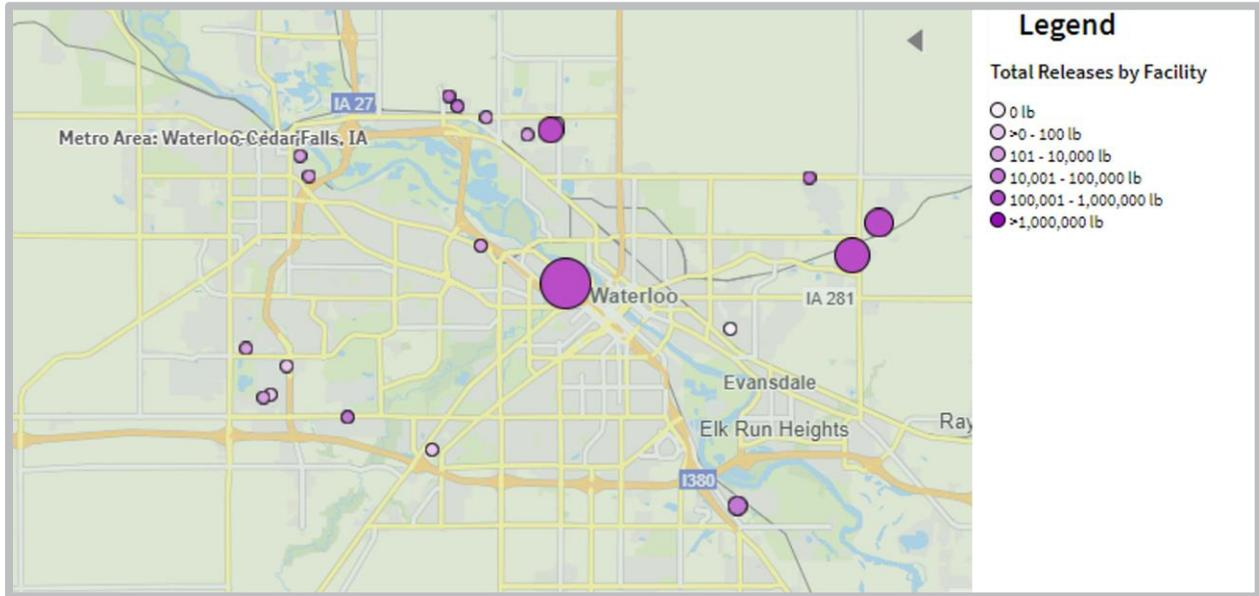 Legend
Total Releases by Facility
0 lb
>0 - 100 lb
101 - 10,000 lb
10,001 - 100,000 lb
100,001 - 1,000,000 lb
>1,000,000 lb
IA 27
Metro Area: Waterloo-Cedar Falls, IA
Waterloo
IA 281
Evansdale
Elk Run Heights
Ray
I380